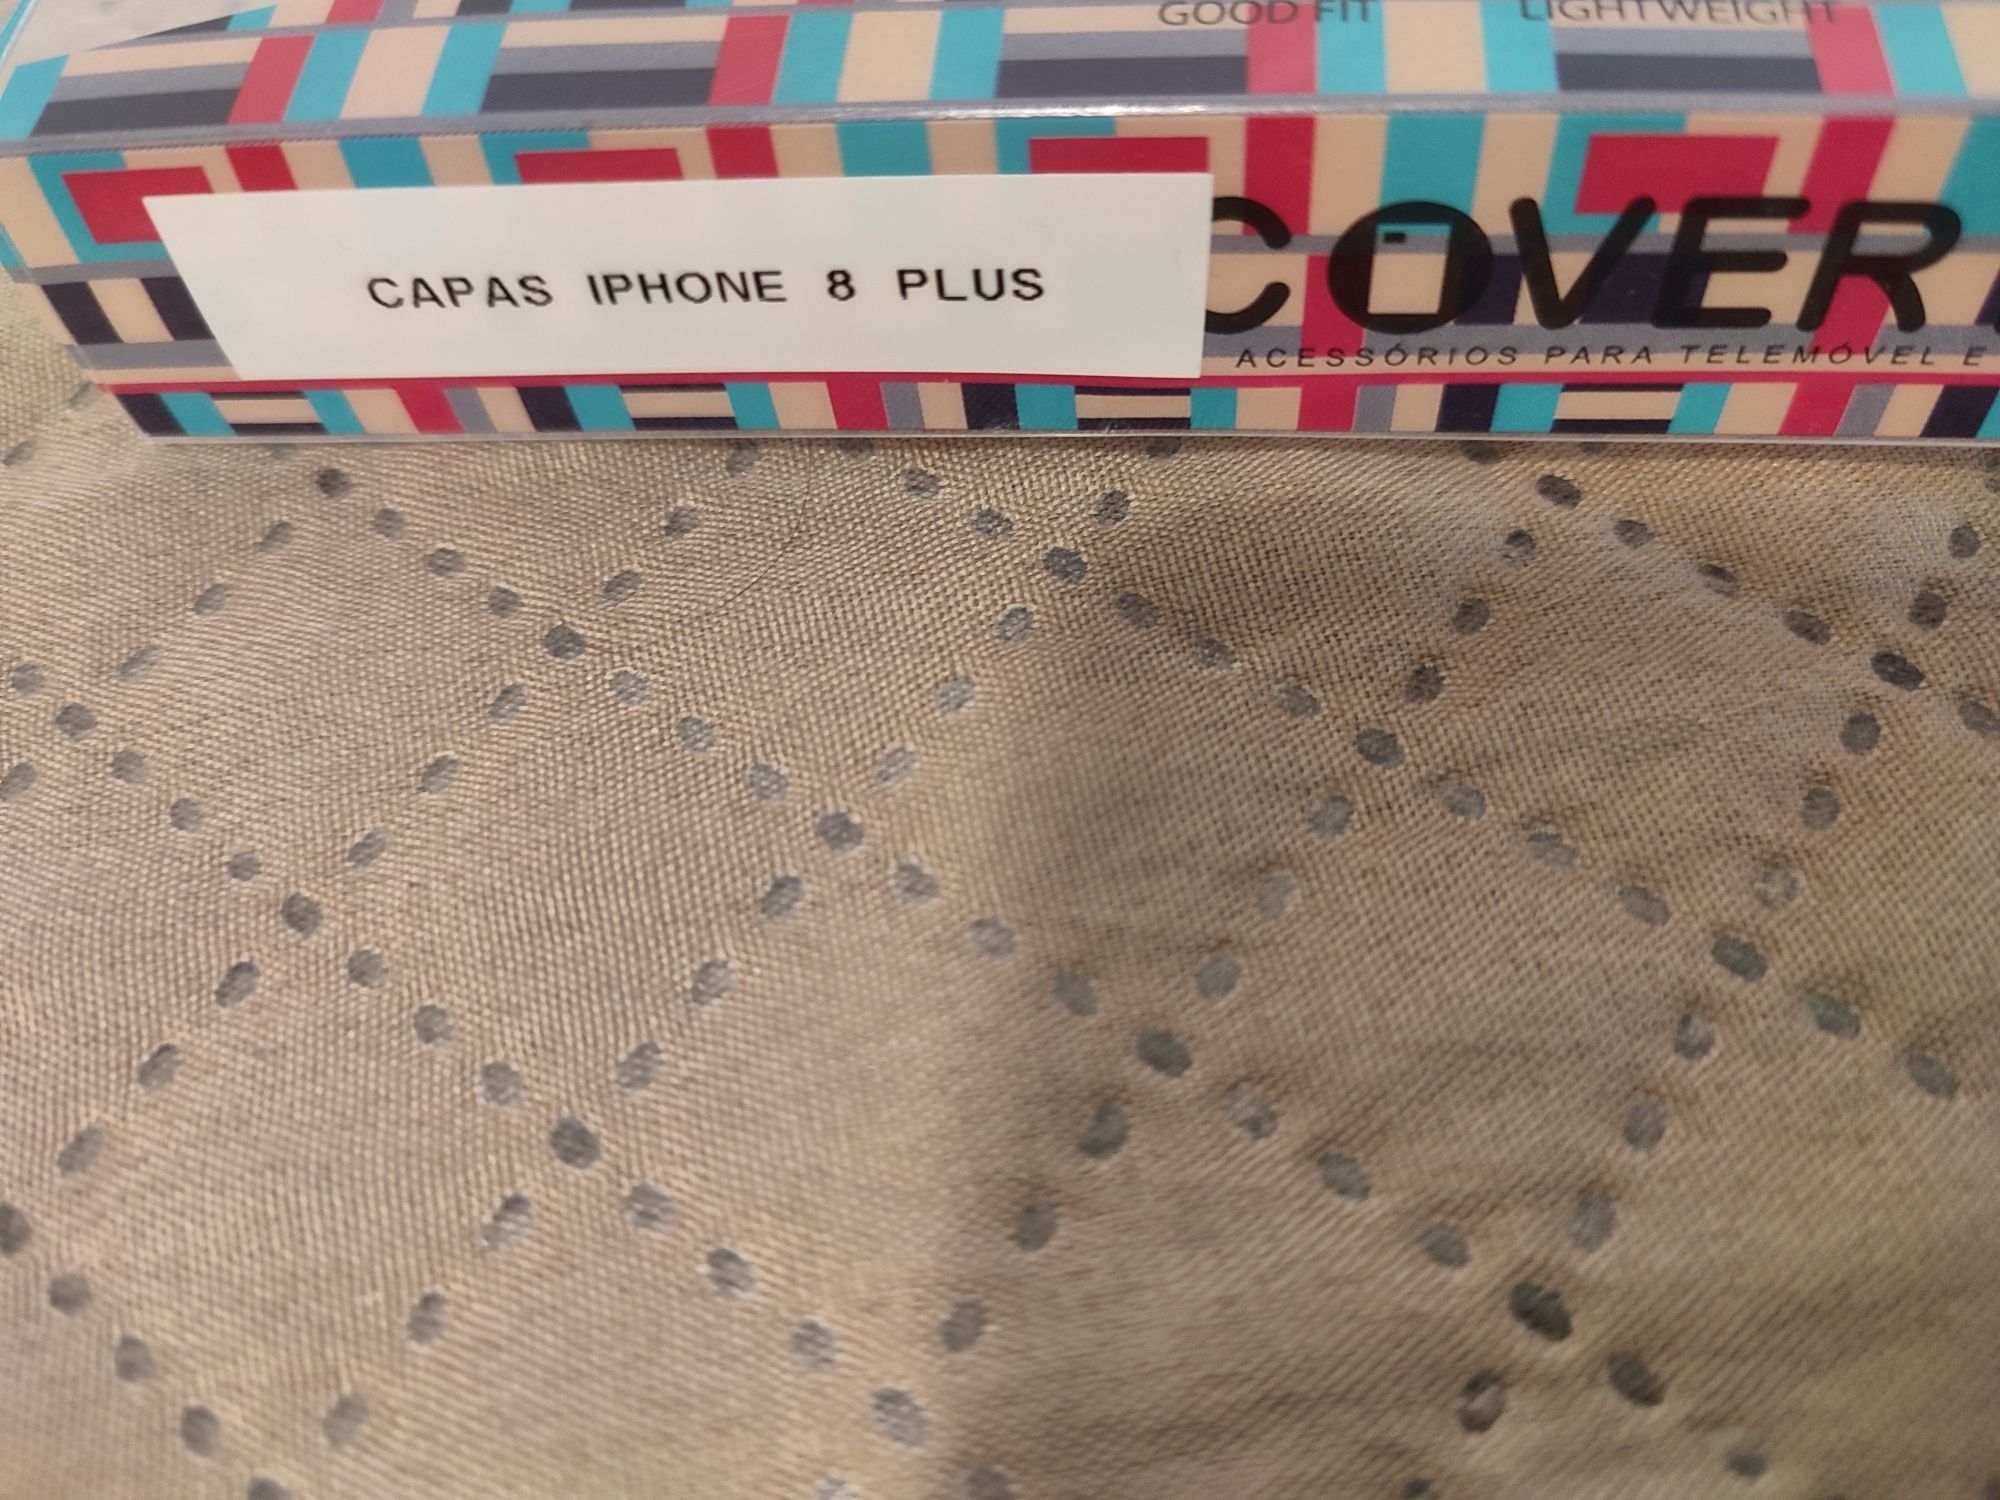 GOOD FIT LIGHTWEIGHT
CAPAS IPHONE 8 PLUS
COVER
ACESSÓRIOS PARA TELEMÓVEL E